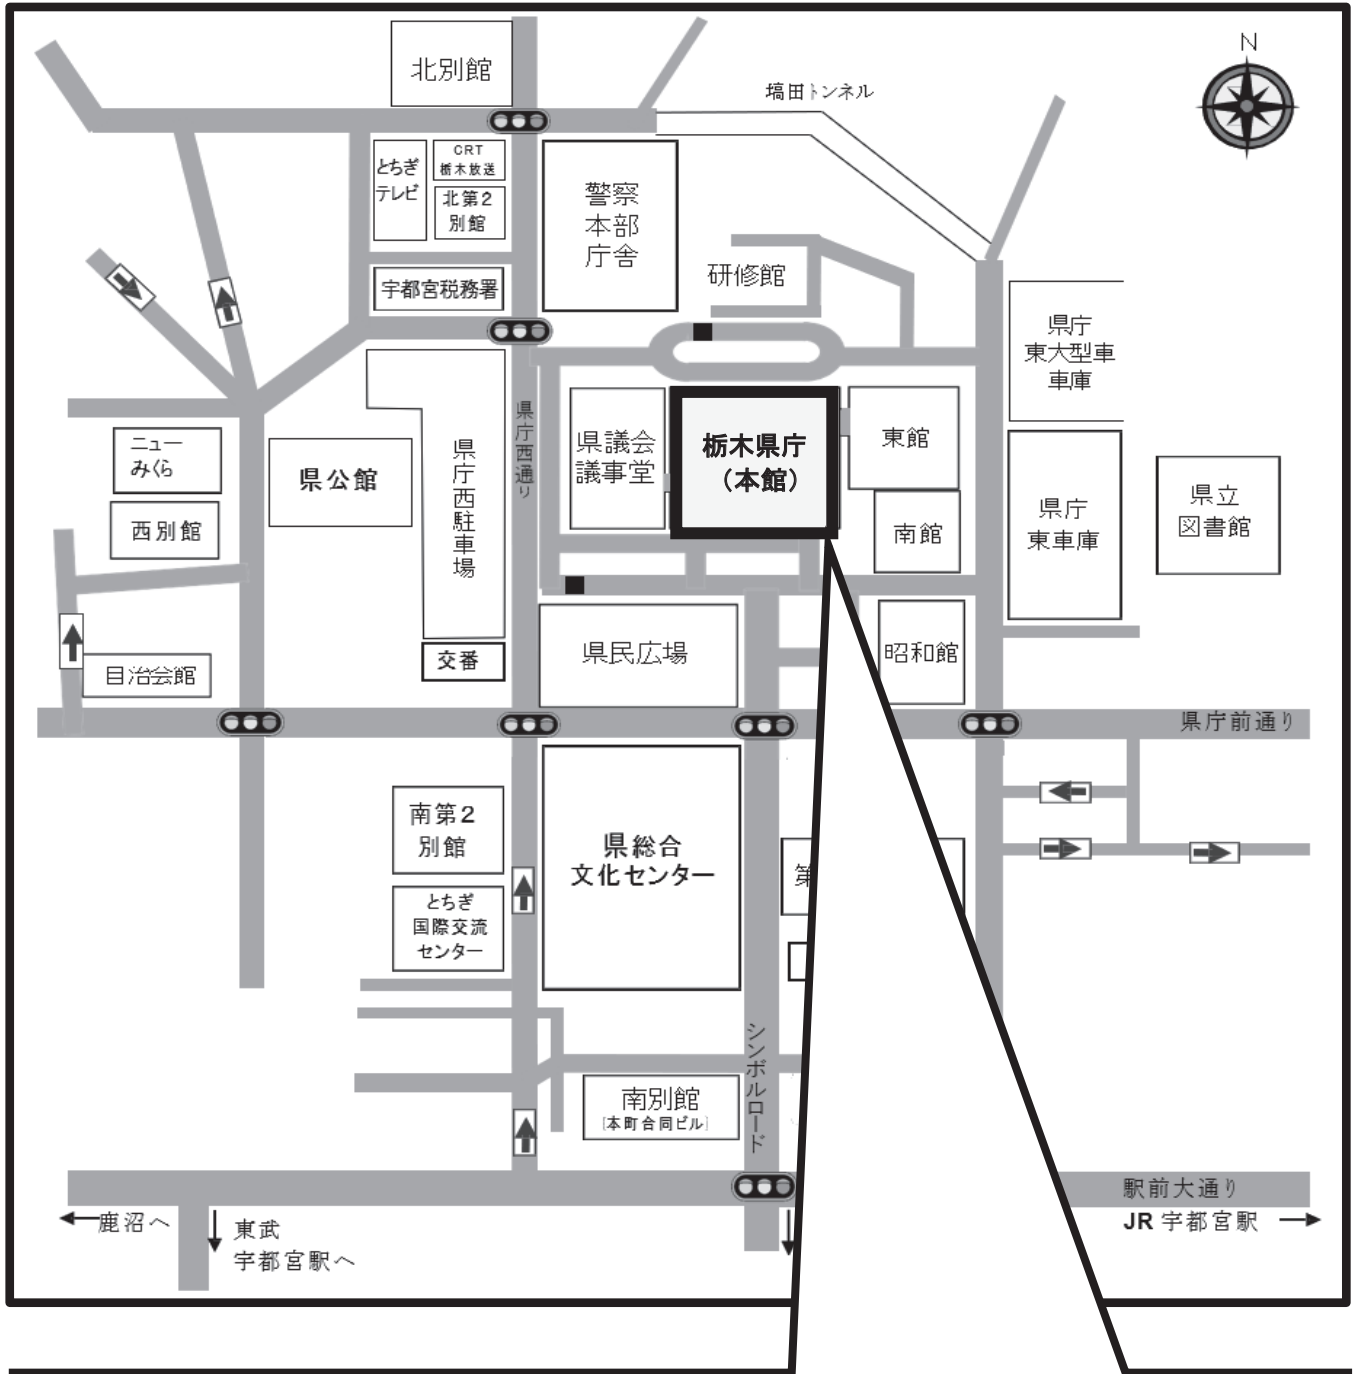 N
北別館
塙田トンネル
とちぎ
テレビ
CRT
栃木放送
北第2
別館
警察
本部
庁舎
宇都宮税務署
研修館
県庁
東大型車
車庫
県庁西通り
県議会
議事堂
栃木県庁
（本館）
東館
南館
ニュー
みくら
西別館
県公館
県庁西駐車場
県庁
東車庫
県立
図書館
県民広場
昭和館
交番
自治会館
県庁前通り
南第2
別館
とちぎ
国際交流
センター
県総合
文化センター
第
シンボルロード
南別館
［本町合同ビル］
駅前大通り
鹿沼へ
東武
宇都宮駅へ
JR 宇都宮駅